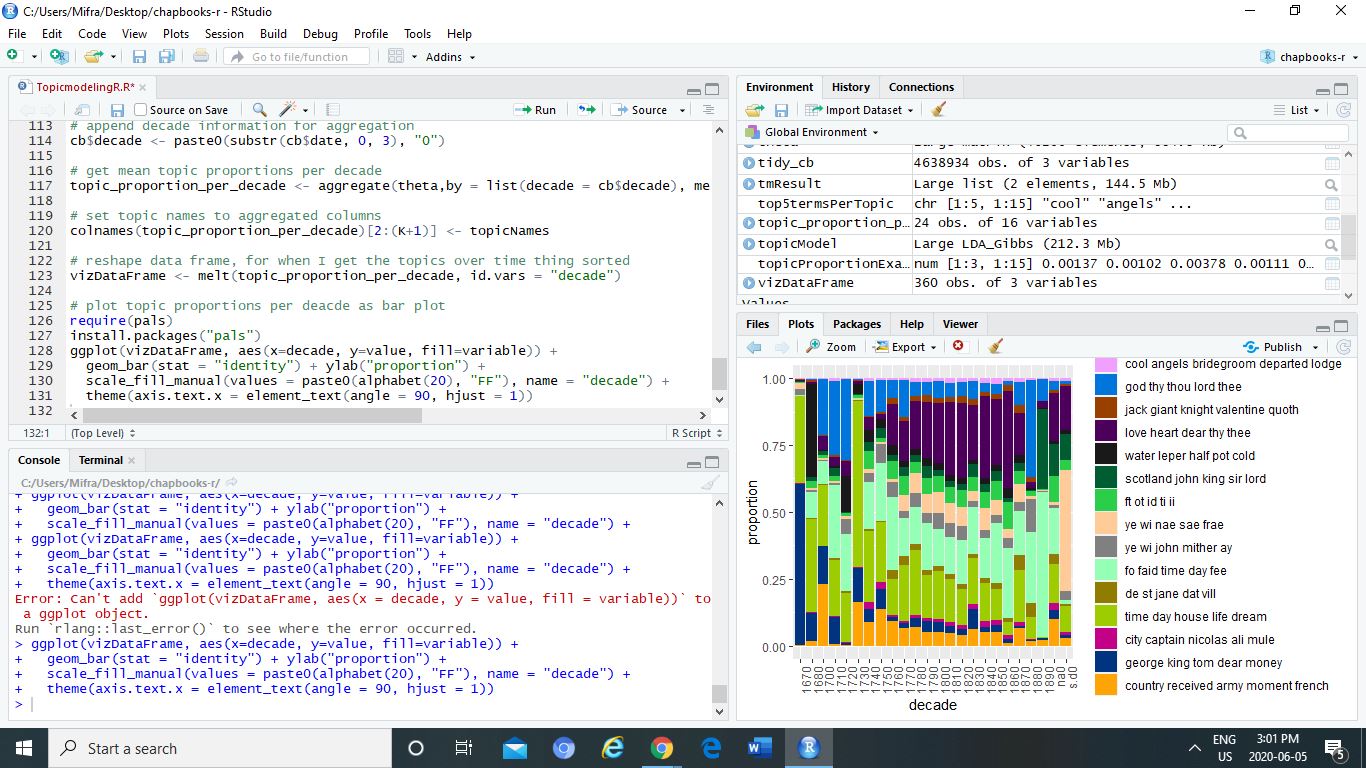 C:/Users/Mifra/Desktop/chapbooks-r - RStudio
File Edit Code View Plots Session Build Debug Profile Tools Help
Go to file/function Addins chapbooks-r
TopicmodelingR.R*
Source on Save Run Source
113 # append decade information for aggregation
114 cb$decade <- paste0(substr(cb$date, 0, 3), "0")
115
116 # get mean topic proportions per decade
117 topic_proportion_per_decade <- aggregate(theta,by = list(decade = cb$decade), me
118
119 # set topic names to aggregated columns
120 colnames(topic_proportion_per_decade)[2:(K+1)] <- topicNames
121
122 # reshape data frame, for when I get the topics over time thing sorted
123 vizDataFrame <- melt(topic_proportion_per_decade, id.vars = "decade")
124
125 # plot topic proportions per deacde as bar plot
126 require(pals)
127 install.packages("pals")
128 ggplot(vizDataFrame, aes(x=decade, y=value, fill=variable)) +
129 geom_bar(stat = "identity") + ylab("proportion") +
130 scale_fill_manual(values = paste0(alphabet(20), "FF"), name = "decade") +
131 theme(axis.text.x = element_text(angle = 90, hjust = 1))
132
132:1 (Top Level) R Script
Console Terminal
C:/Users/Mifra/Desktop/chapbooks-r/
+ ggplot(vizDataFrame, aes(x=decade, y=value, fill=variable)) +
+ geom_bar(stat = "identity") + ylab("proportion") +
+ scale_fill_manual(values = paste0(alphabet(20), "FF"), name = "decade") +
+ ggplot(vizDataFrame, aes(x=decade, y=value, fill=variable)) +
+ geom_bar(stat = "identity") + ylab("proportion") +
+ scale_fill_manual(values = paste0(alphabet(20), "FF"), name = "decade") +
+ theme(axis.text.x = element_text(angle = 90, hjust = 1))
Error: Can't add `ggplot(vizDataFrame, aes(x = decade, y = value, fill = variable))` to
a ggplot object.
Run `rlang::last_error()` to see where the error occurred.
> ggplot(vizDataFrame, aes(x=decade, y=value, fill=variable)) +
+ geom_bar(stat = "identity") + ylab("proportion") +
+ scale_fill_manual(values = paste0(alphabet(20), "FF"), name = "decade") +
+ theme(axis.text.x = element_text(angle = 90, hjust = 1))
>
Environment History Connections
Import Dataset List
Global Environment
tidy_cb 4638934 obs. of 3 variables
tmResult Large list (2 elements, 144.5 Mb)
top5termsPerTopic chr [1:5, 1:15] "cool" "angels" ...
topic_proportion_p… 24 obs. of 16 variables
topicModel Large LDA_Gibbs (212.3 Mb)
topicProportionExa… num [1:3, 1:15] 0.00137 0.00102 0.00378 0.00111 0…
vizDataFrame 360 obs. of 3 variables
Values
Files Plots Packages Help Viewer
Zoom Export Publish
proportion
1.00
0.75
0.50
0.25
0.00
1670
1680
1700
1710
1720
1730
1740
1750
1760
1770
1780
1790
1800
1810
1820
1830
1840
1850
1860
1870
1880
1890
s.d0
decade
cool angels bridegroom departed lodge
god thy thou lord thee
jack giant knight valentine quoth
love heart dear thy thee
water leper half pot cold
scotland john king sir lord
ft ot id ti ii
ye wi nae sae frae
ye wi john mither ay
fo faid time day fee
de st jane dat vill
time day house life dream
city captain nicolas ali mule
george king tom dear money
country received army moment french
Start a search
ENG
US
3:01 PM
2020-06-05
5